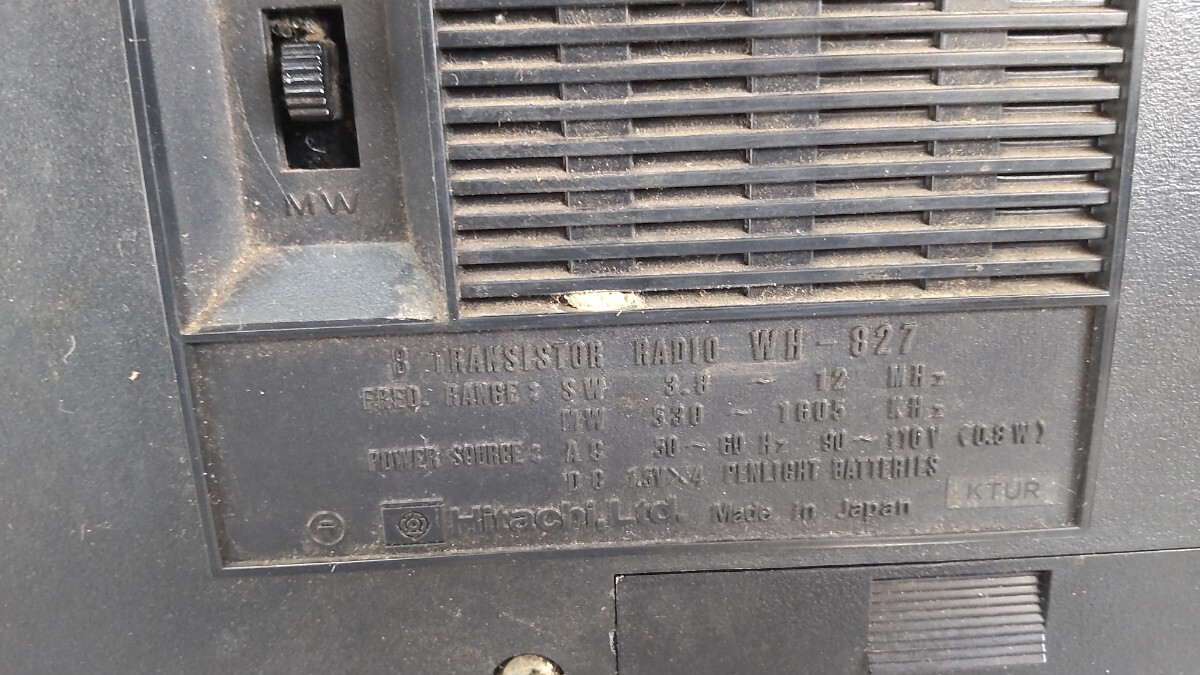 MW
8 TRANSISTOR RADIO WH-827
FREQ. RANGE: SW 3.8 ~ 12 MHz
MW 530 ~ 1605 KHz
POWER SOURCE: AC 50~60 Hz 90~110V (0.8W)
DC 1.5V×4 PENLIGHT BATTERIES
KTUR
Hitachi, Ltd. Made in Japan